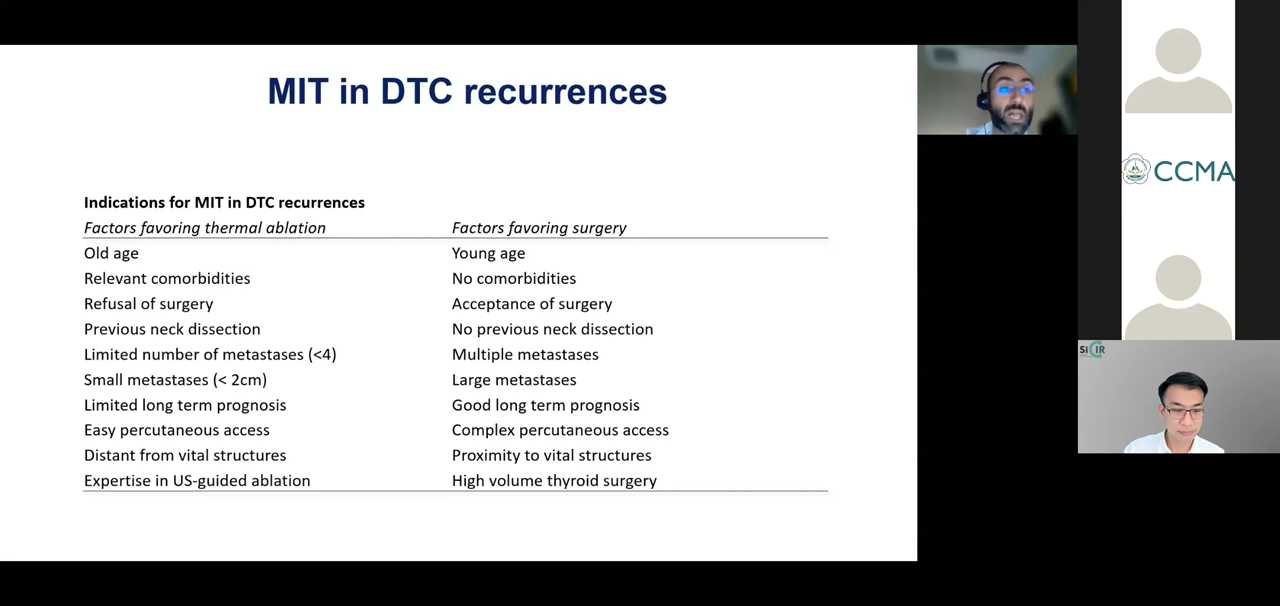 MIT in DTC recurrences
Indications for MIT in DTC recurrences
Factors favoring thermal ablation Factors favoring surgery
Old age Young age
Relevant comorbidities No comorbidities
Refusal of surgery Acceptance of surgery
Previous neck dissection No previous neck dissection
Limited number of metastases (<4) Multiple metastases
Small metastases (< 2cm) Large metastases
Limited long term prognosis Good long term prognosis
Easy percutaneous access Complex percutaneous access
Distant from vital structures Proximity to vital structures
Expertise in US-guided ablation High volume thyroid surgery
CCMA
SiCIR